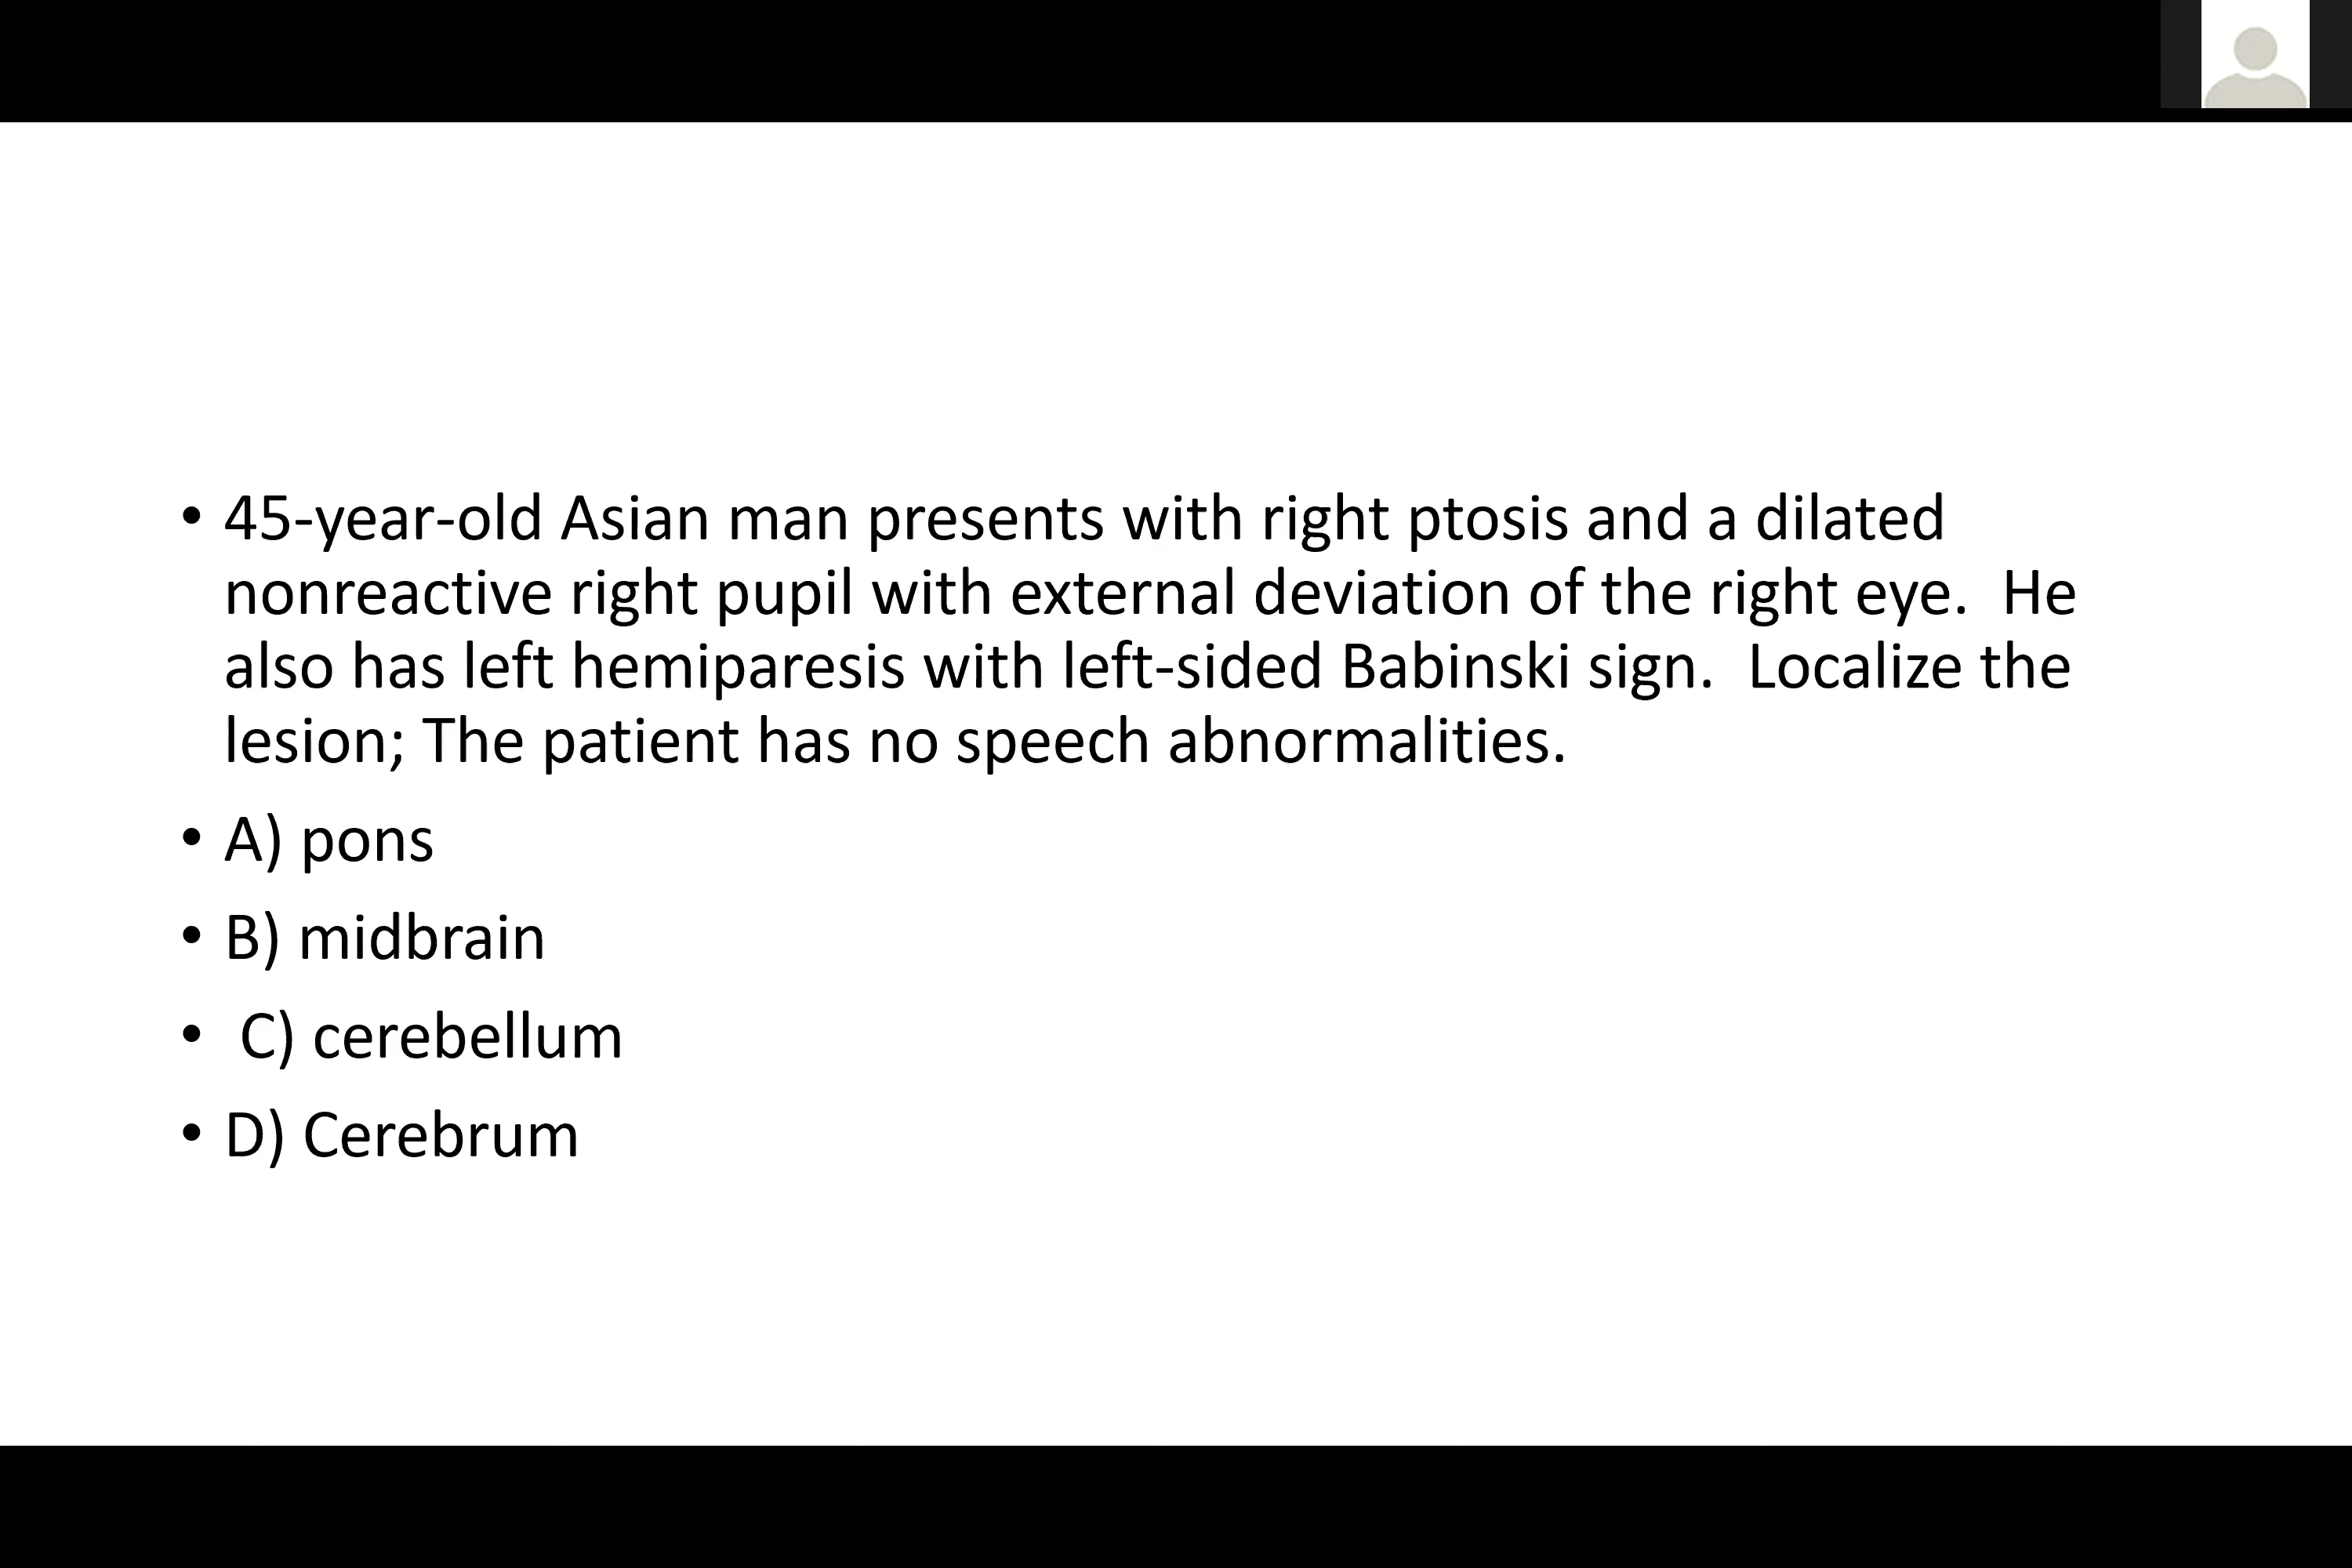 • 45-year-old Asian man presents with right ptosis and a dilated
nonreactive right pupil with external deviation of the right eye.  He
also has left hemiparesis with left-sided Babinski sign.  Localize the
lesion; The patient has no speech abnormalities.
• A) pons
• B) midbrain
•  C) cerebellum
• D) Cerebrum